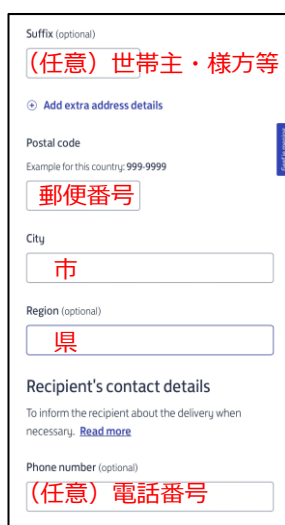 Suffix (optional)
(任意)世帯主・様方等
Add extra address details
Postal code
Example for this country: 999-9999
郵便番号
City
市
Region (optional)
県
Recipient's contact details
To inform the recipient about the delivery when
necessary. Read more
Phone number (optional)
(任意)電話番号